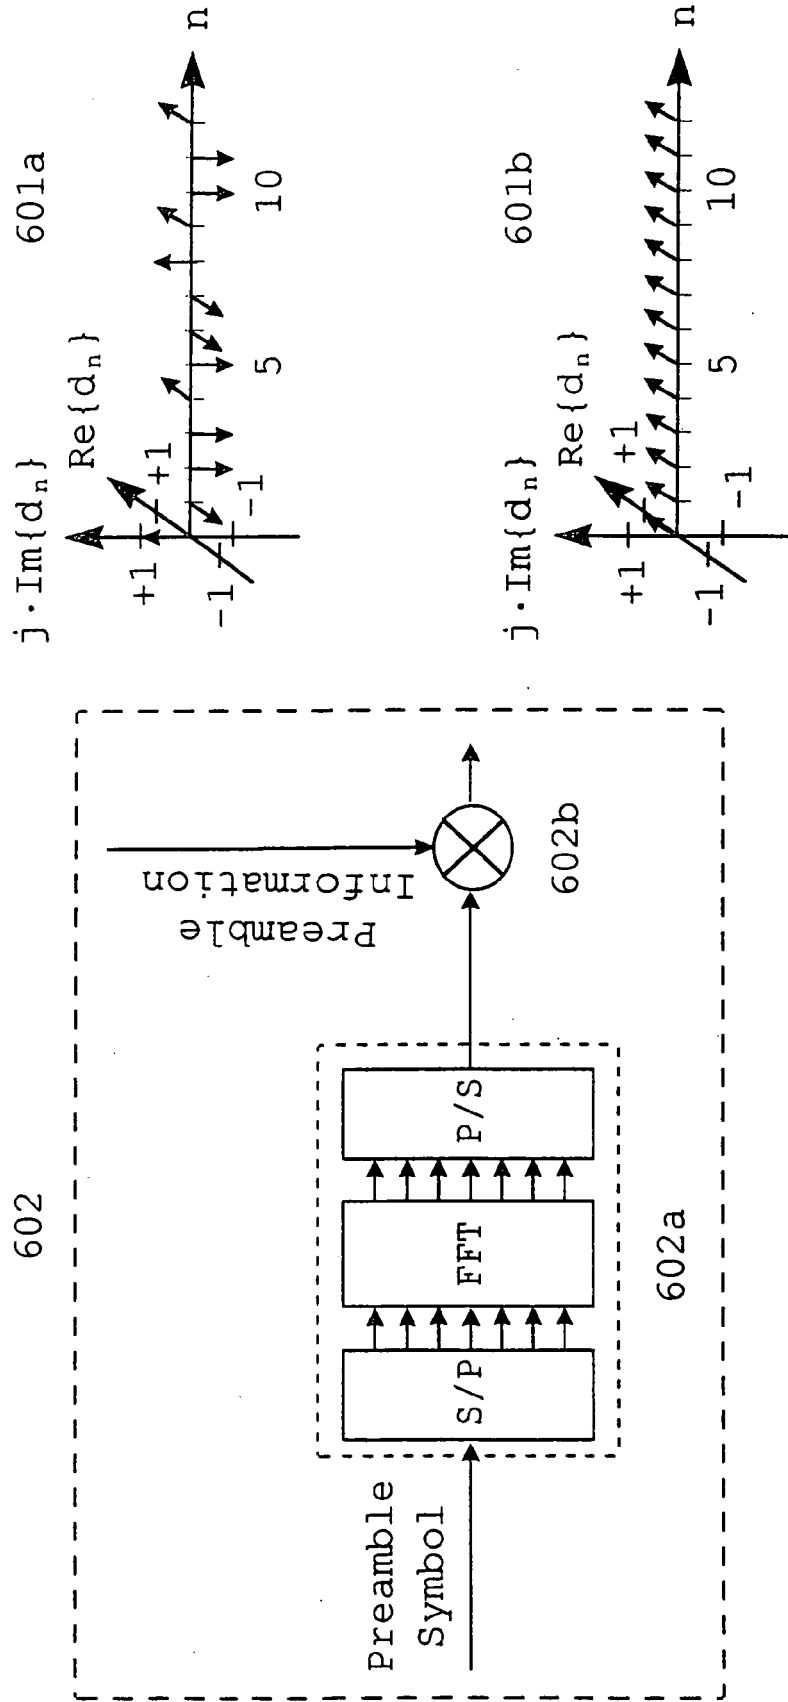 602
Preamble
Symbol
S/P
FFT
P/S
602a
Preamble
Information
602b
601a
j·Im{dn}
Re{dn}
+1
+1
-1
-1
5
10
n
601b
j·Im{dn}
Re{dn}
+1
+1
-1
-1
5
10
n